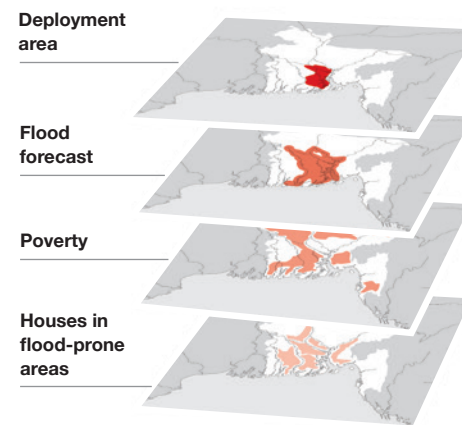 Deployment
area
Flood
forecast
Poverty
Houses in
flood-prone
areas